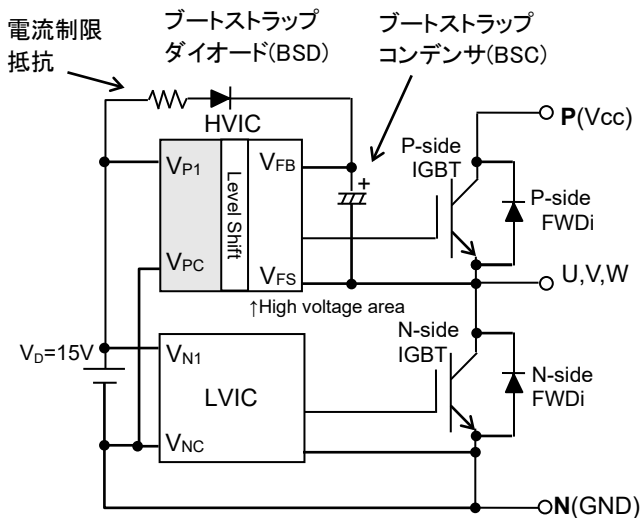 電流制限
抵抗
ブートストラップ
ダイオード(BSD)
ブートストラップ
コンデンサ(BSC)
HVIC
P(Vcc)
VP1
Level Shift
VFB
+
P-side
IGBT
P-side
FWDi
VPC
VFS
U,V,W
↑High voltage area
VD=15V
VN1
LVIC
VNC
N-side
IGBT
N-side
FWDi
N(GND)